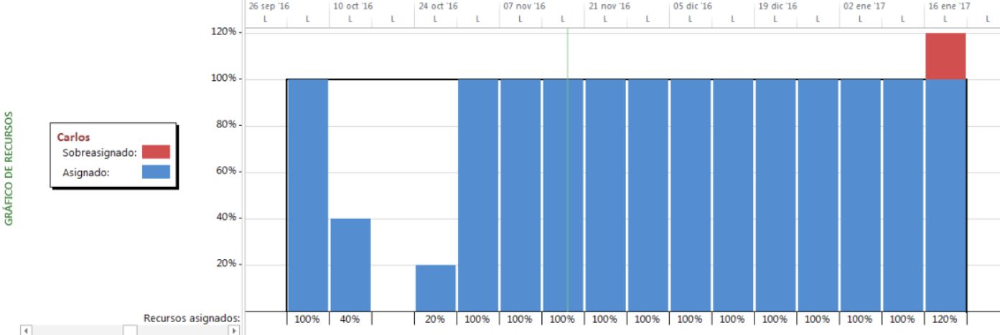 26 sep '16 10 oct '16 24 oct '16 07 nov '16 21 nov '16 05 dic '16 19 dic '16 02 ene '17 16 ene '17
L L L L L L L L L L L L L L L L L L
120%
100%
80%
60%
40%
20%
GRÁFICO DE RECURSOS
Carlos
Sobreasignado:
Asignado:
Recursos asignados: 100% 40% 20% 100% 100% 100% 100% 100% 100% 100% 100% 100% 100% 100% 120%